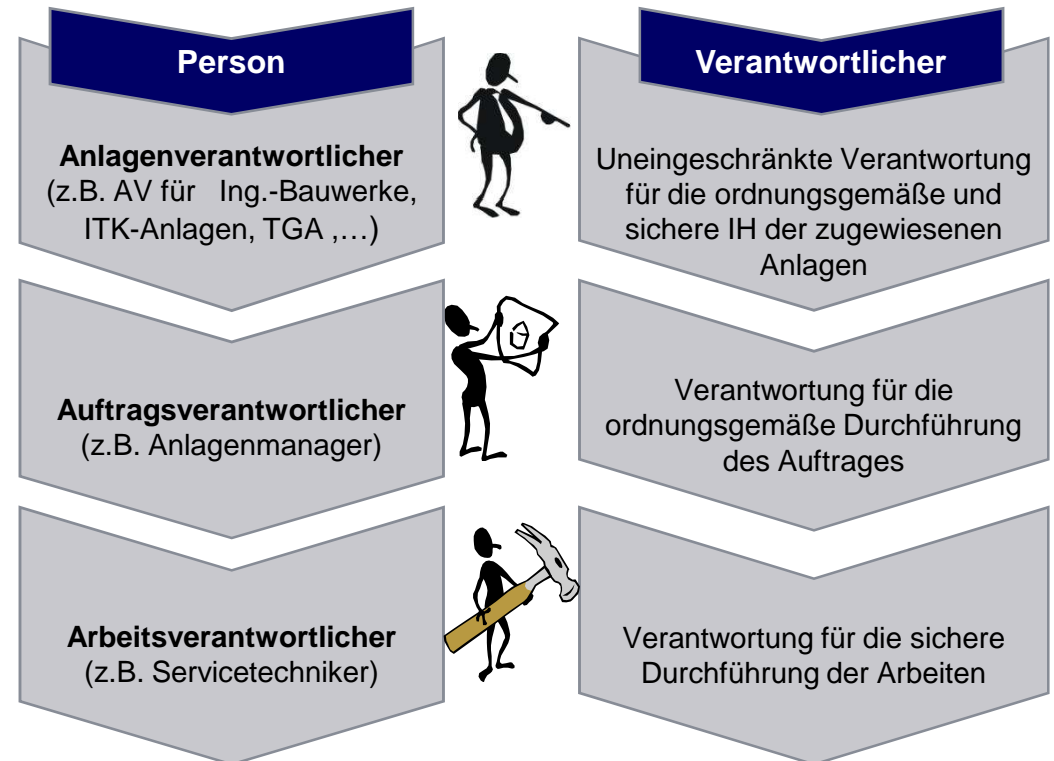 Person
Verantwortlicher
Anlagenverantwortlicher
(z.B. AV für Ing.-Bauwerke,
ITK-Anlagen, TGA ,…)
Uneingeschränkte Verantwortung
für die ordnungsgemäße und
sichere IH der zugewiesenen
Anlagen
Auftragsverantwortlicher
(z.B. Anlagenmanager)
Verantwortung für die
ordnungsgemäße Durchführung
des Auftrages
Arbeitsverantwortlicher
(z.B. Servicetechniker)
Verantwortung für die sichere
Durchführung der Arbeiten